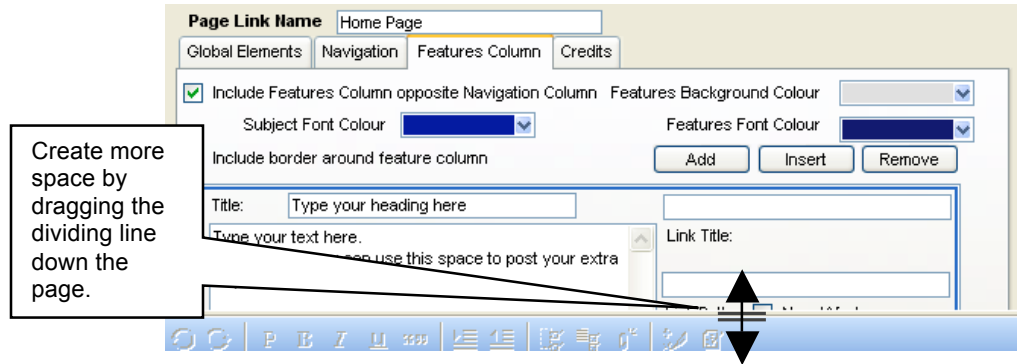 Page Link Name Home Page
Global Elements Navigation Features Column Credits
Include Features Column opposite Navigation Column Features Background Colour
Subject Font Colour Features Font Colour
Include border around feature column Add Insert Remove
Create more
space by
dragging the
dividing line
down the
page.
Title: Type your heading here
Type your text here.
can use this space to post your extra
Link Title:
P B I U